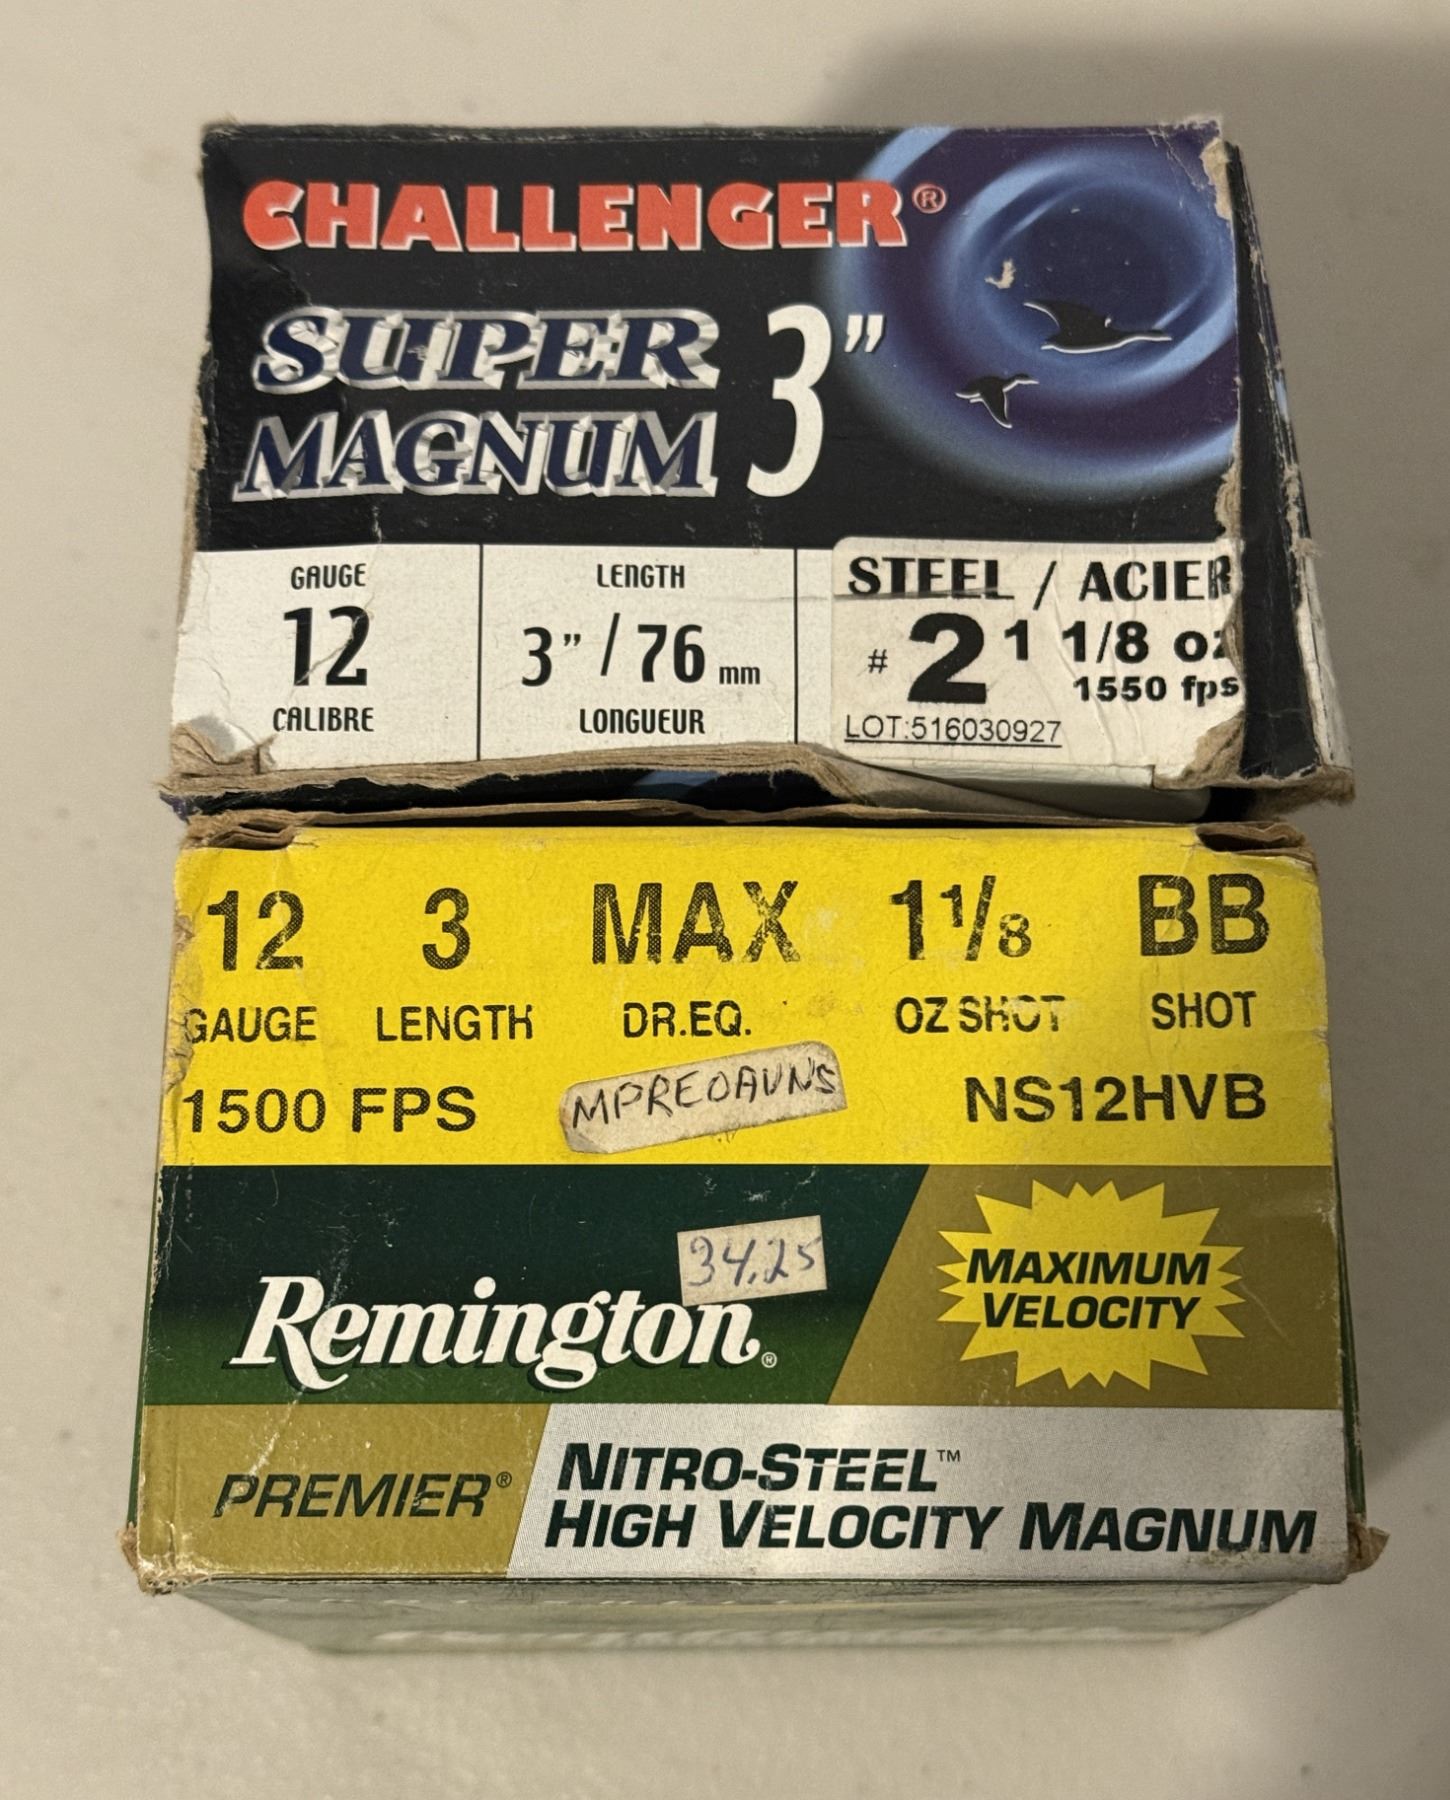 CHALLENGER®
SUPER
MAGNUM 3"
GAUGE
12
CALIBRE
LENGTH
3" / 76 mm
LONGUEUR
STEEL / ACIER
# 2 1 1/8 oz
1550 fps
LOT:516030927
12 3 MAX 1 1/8 BB
GAUGE LENGTH DR.EQ. OZ SHOT SHOT
1500 FPS MPREOAVNS NS12HVB
34.25
Remington®
MAXIMUM
VELOCITY
PREMIER®
NITRO-STEEL™
HIGH VELOCITY MAGNUM